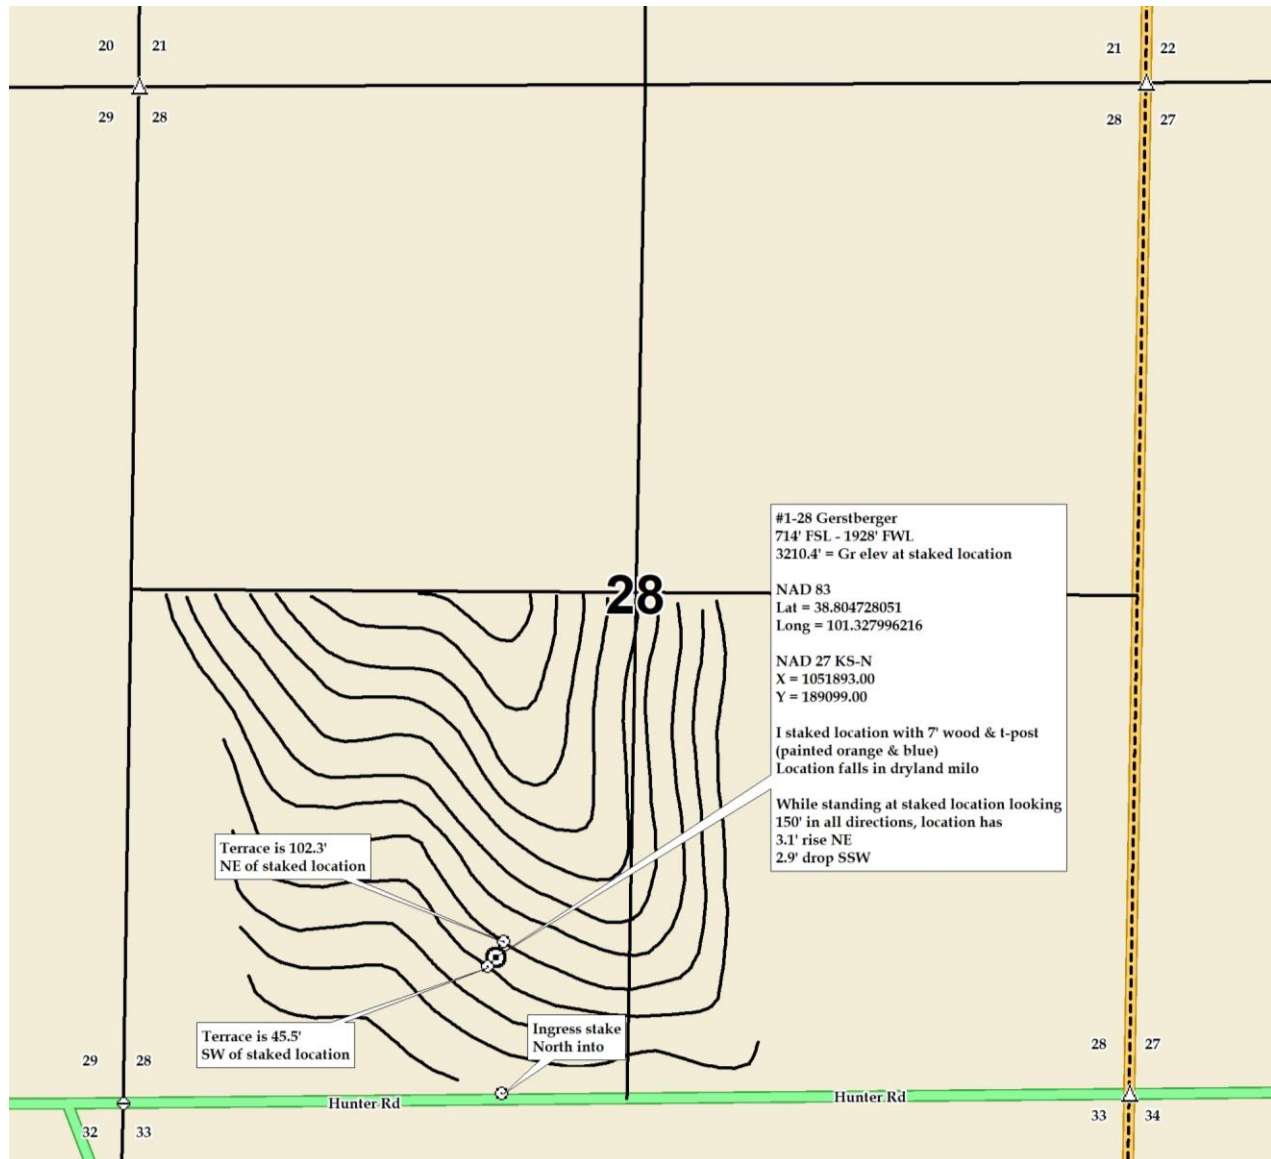 20 21
21 22
29 28
28 27
#1-28 Gerstberger
714' FSL - 1928' FWL
3210.4' = Gr elev at staked location
NAD 83
Lat = 38.804728051
Long = 101.327996216
NAD 27 KS-N
X = 1051893.00
Y = 189099.00
I staked location with 7' wood & t-post
(painted orange & blue)
Location falls in dryland milo
While standing at staked location looking
150' in all directions, location has
3.1' rise NE
2.9' drop SSW
28
Terrace is 102.3'
NE of staked location
Terrace is 45.5'
SW of staked location
Ingress stake
North into
29 28
28 27
Hunter Rd
Hunter Rd
32 33
33 34